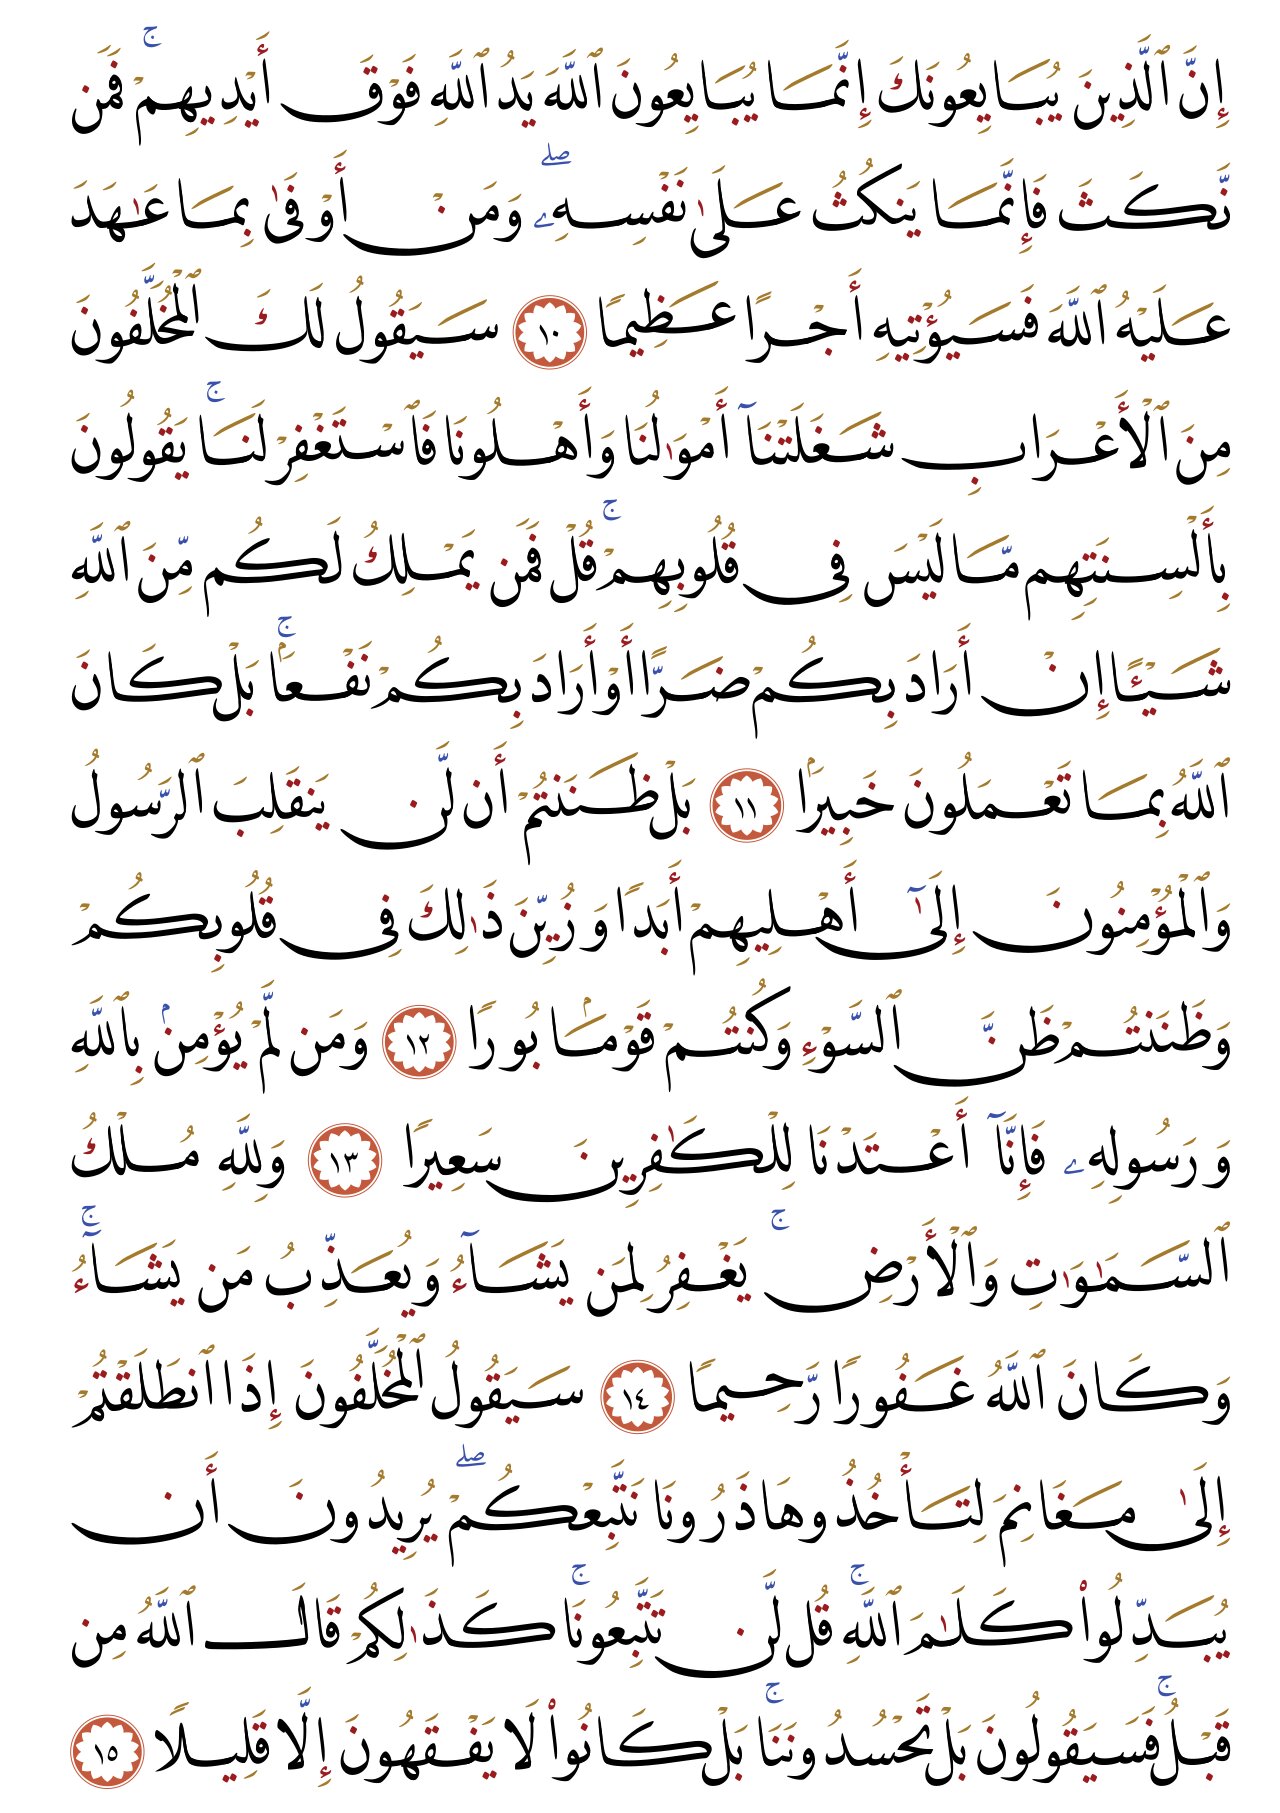 إِنَّ ٱلَّذِينَ يُبَايِعُونَكَ إِنَّمَا يُبَايِعُونَ ٱللَّهَ يَدُ ٱللَّهِ فَوْقَ أَيْدِيهِمْ ۚ فَمَن
نَّكَثَ فَإِنَّمَا يَنكُثُ عَلَىٰ نَفْسِهِۦ ۖ وَمَنْ أَوْفَىٰ بِمَا عَـٰهَدَ
عَلَيْهُ ٱللَّهَ فَسَيُؤْتِيهِ أَجْرًا عَظِيمًا ١٠ سَيَقُولُ لَكَ ٱلْمُخَلَّفُونَ
مِنَ ٱلْأَعْرَابِ شَغَلَتْنَآ أَمْوَٰلُنَا وَأَهْلُونَا فَٱسْتَغْفِرْ لَنَا ۚ يَقُولُونَ
بِأَلْسِنَتِهِم مَّا لَيْسَ فِى قُلُوبِهِمْ ۚ قُلْ فَمَن يَمْلِكُ لَكُم مِّنَ ٱللَّهِ
شَيْـًٔا إِنْ أَرَادَ بِكُمْ ضَرًّا أَوْ أَرَادَ بِكُمْ نَفْعًۢا ۚ بَلْ كَانَ
ٱللَّهُ بِمَا تَعْمَلُونَ خَبِيرًۢا ١١ بَلْ ظَنَنتُمْ أَن لَّن يَنقَلِبَ ٱلرَّسُولُ
وَٱلْمُؤْمِنُونَ إِلَىٰٓ أَهْلِيهِمْ أَبَدًا وَزُيِّنَ ذَٰلِكَ فِى قُلُوبِكُمْ
وَظَنَنتُمْ ظَنَّ ٱلسَّوْءِ وَكُنتُمْ قَوْمًۢا بُورًا ١٢ وَمَن لَّمْ يُؤْمِنۢ بِٱللَّهِ
وَرَسُولِهِۦ فَإِنَّآ أَعْتَدْنَا لِلْكَـٰفِرِينَ سَعِيرًا ١٣ وَلِلَّهِ مُلْكُ
ٱلسَّمَـٰوَٰتِ وَٱلْأَرْضِ ۚ يَغْفِرُ لِمَن يَشَآءُ وَيُعَذِّبُ مَن يَشَآءُ ۚ
وَكَانَ ٱللَّهُ غَفُورًا رَّحِيمًا ١٤ سَيَقُولُ ٱلْمُخَلَّفُونَ إِذَا ٱنطَلَقْتُمْ
إِلَىٰ مَغَانِمَ لِتَأْخُذُوهَا ذَرُونَا نَتَّبِعْكُمْ ۖ يُرِيدُونَ أَن
يُبَدِّلُوا۟ كَلَـٰمَ ٱللَّهِ ۚ قُل لَّن تَتَّبِعُونَا ۚ كَذَٰلِكُمْ قَالَ ٱللَّهُ مِن
قَبْلُ ۚ فَسَيَقُولُونَ بَلْ تَحْسُدُونَنَا ۚ بَلْ كَانُوا۟ لَا يَفْقَهُونَ إِلَّا قَلِيلًا ١٥